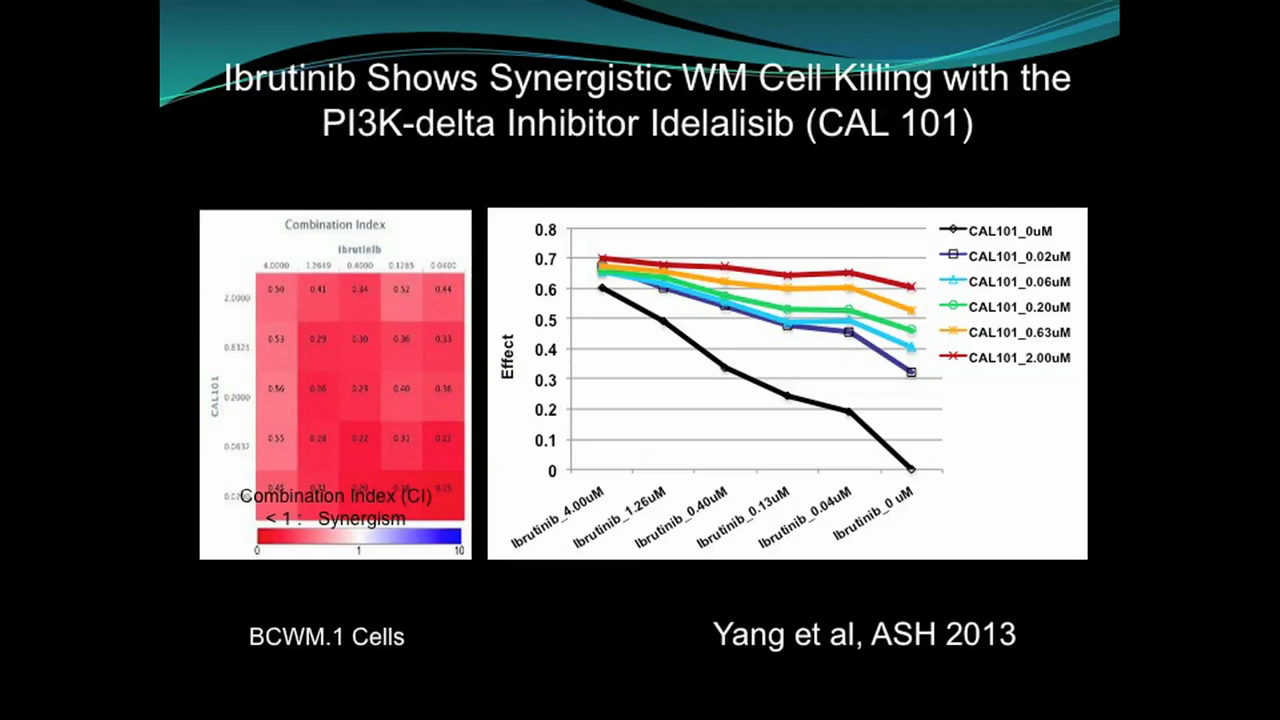 Ibrutinib Shows Synergistic WM Cell Killing with the
PI3K-delta Inhibitor Idelalisib (CAL 101)
Combination Index
Ibrutinib
4.0000 1.2649 0.4000 0.1265 0.0400
CAL101
2.0000 0.50 0.41 0.34 0.52 0.44
0.6325 0.53 0.29 0.30 0.36 0.33
0.2000 0.56 0.26 0.29 0.40 0.36
0.0632 0.55 0.28 0.22 0.31 0.22
Combination Index (CI)
< 1 : Synergism
0 1 10
Effect
0.8
0.7
0.6
0.5
0.4
0.3
0.2
0.1
0
Ibrutinib_4.00uM
Ibrutinib_1.26uM
Ibrutinib_0.40uM
Ibrutinib_0.13uM
Ibrutinib_0.04uM
Ibrutinib_0 uM
CAL101_0uM
CAL101_0.02uM
CAL101_0.06uM
CAL101_0.20uM
CAL101_0.63uM
CAL101_2.00uM
BCWM.1 Cells
Yang et al, ASH 2013